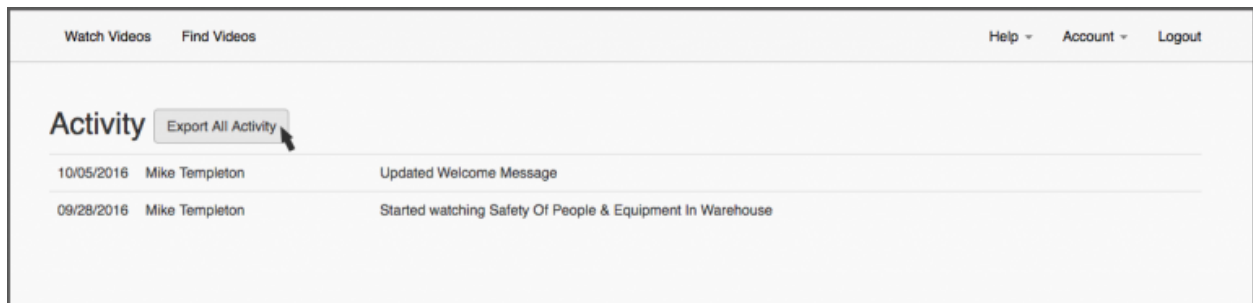 Watch Videos Find Videos Help Account Logout
Activity Export All Activity
10/05/2016 Mike Templeton Updated Welcome Message
09/28/2016 Mike Templeton Started watching Safety Of People & Equipment In Warehouse